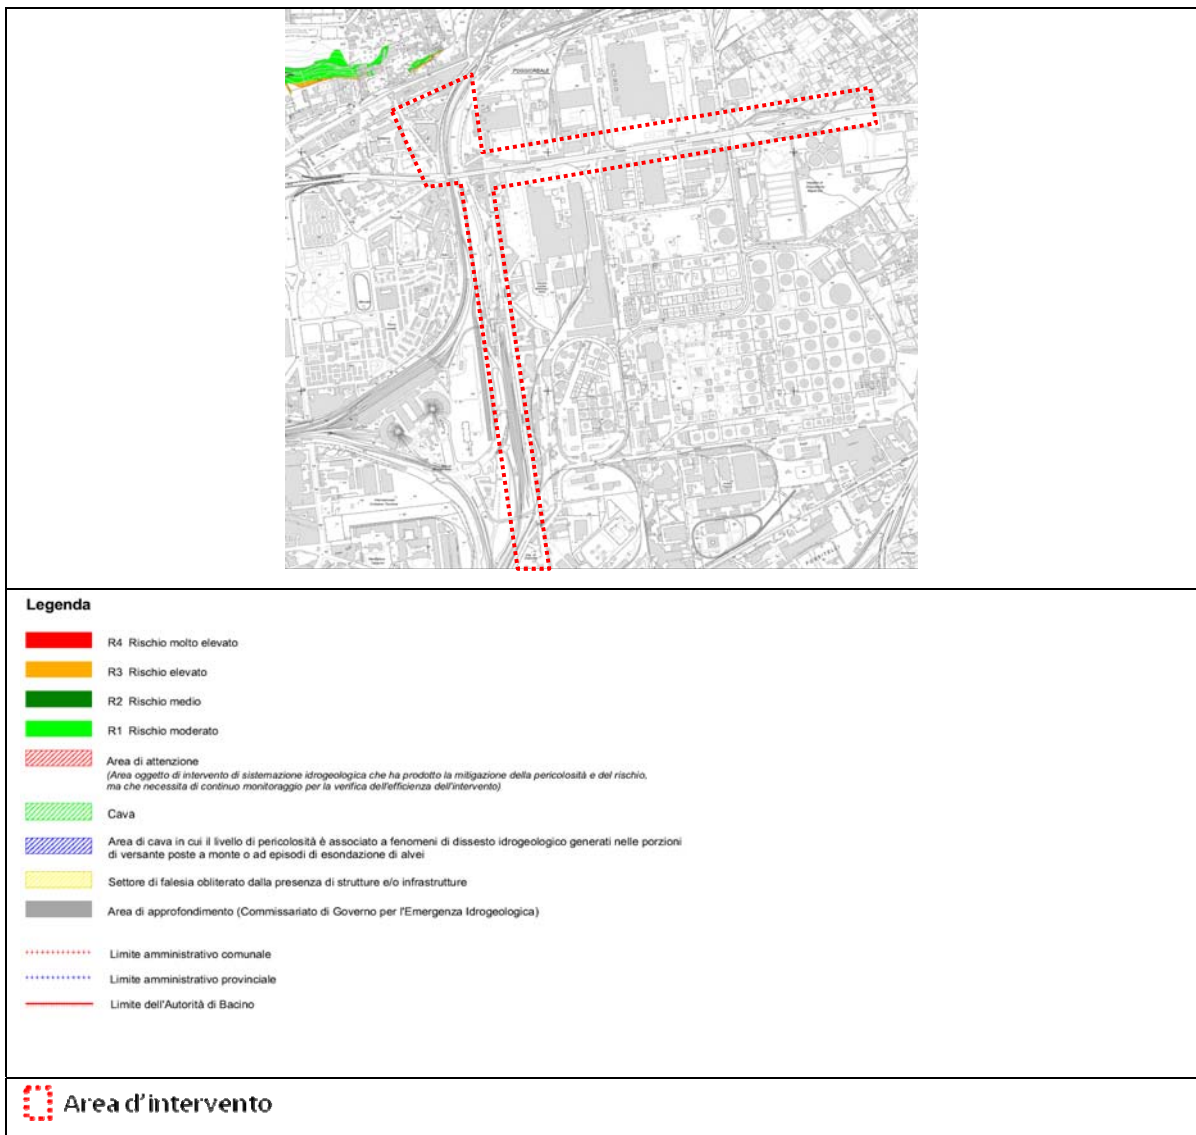 POGGIOREALE
Legenda
R4 Rischio molto elevato
R3 Rischio elevato
R2 Rischio medio
R1 Rischio moderato
Area di attenzione
(Area oggetto di intervento di sistemazione idrogeologica che ha prodotto la mitigazione della pericolosità e del rischio,
ma che necessita di continuo monitoraggio per la verifica dell'efficienza dell'intervento)
Cava
Area di cava in cui il livello di pericolosità è associato a fenomeni di dissesto idrogeologico generati nelle porzioni
di versante poste a monte o ad episodi di esondazione di alvei
Settore di falesia obliterato dalla presenza di strutture e/o infrastrutture
Area di approfondimento (Commissariato di Governo per l'Emergenza Idrogeologica)
Limite amministrativo comunale
Limite amministrativo provinciale
Limite dell'Autorità di Bacino
Area d'intervento